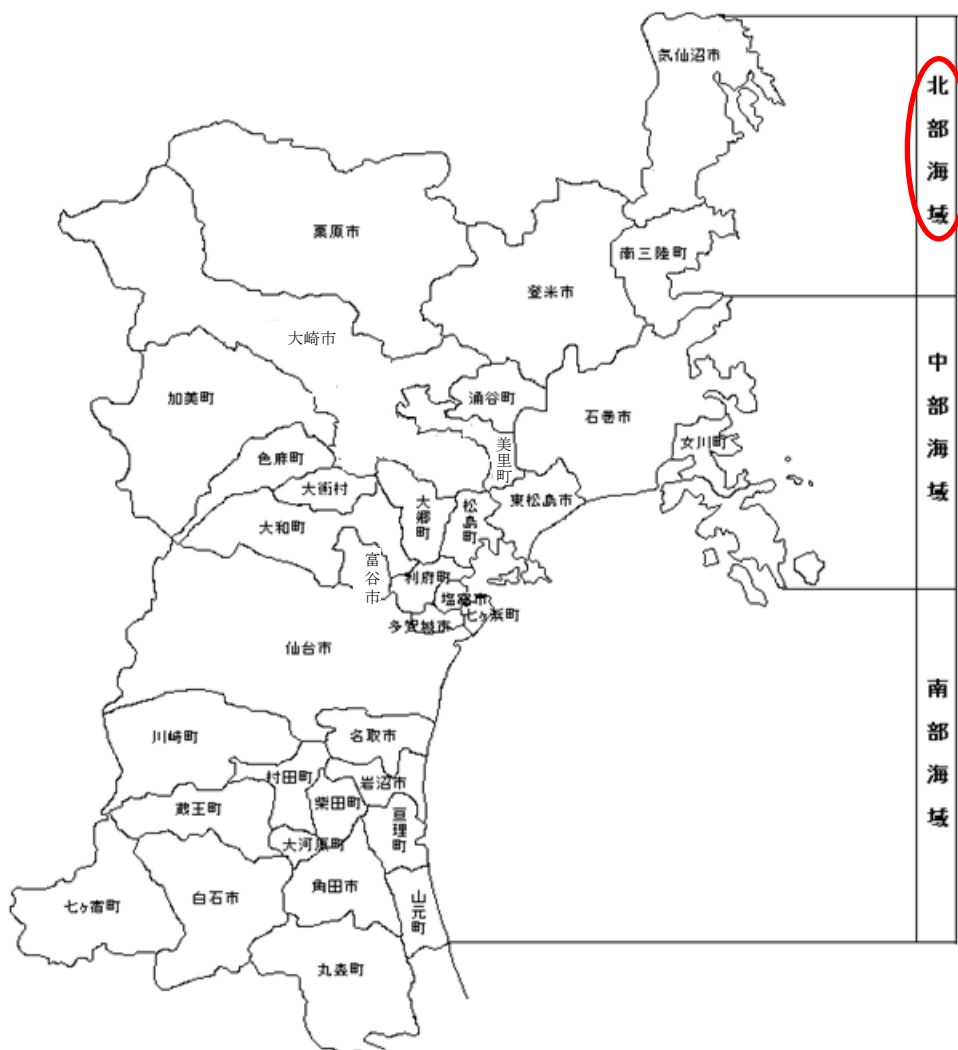 気仙沼市
北部海域
栗原市
南三陸町
登米市
大崎市
中部海域
加美町
涌谷町
石巻市
女川町
美里町
色麻町
大衡村
東松島市
大郷町
松島町
大和町
富谷市
利府町
塩竃市
七ヶ浜町
多賀城市
仙台市
南部海域
川崎町
名取市
村田町
岩沼市
柴田町
蔵王町
亘理町
大河原町
角田市
白石市
山元町
七ヶ宿町
丸森町